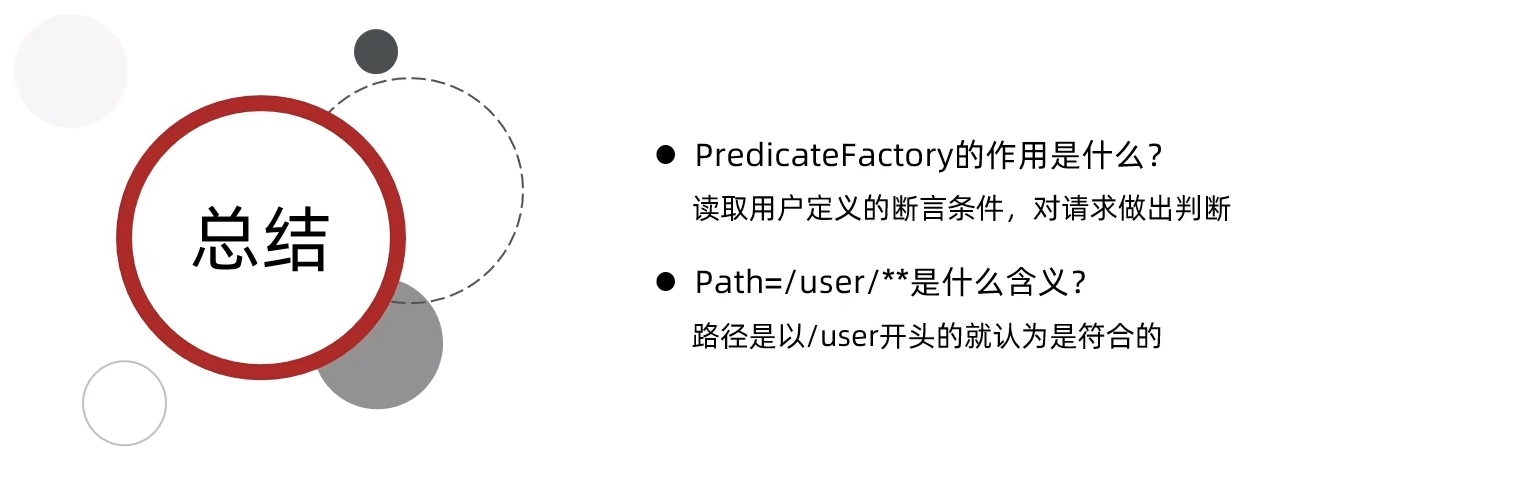 总结
PredicateFactory的作用是什么？
读取用户定义的断言条件，对请求做出判断
Path=/user/**是什么含义？
路径是以/user开头的就认为是符合的